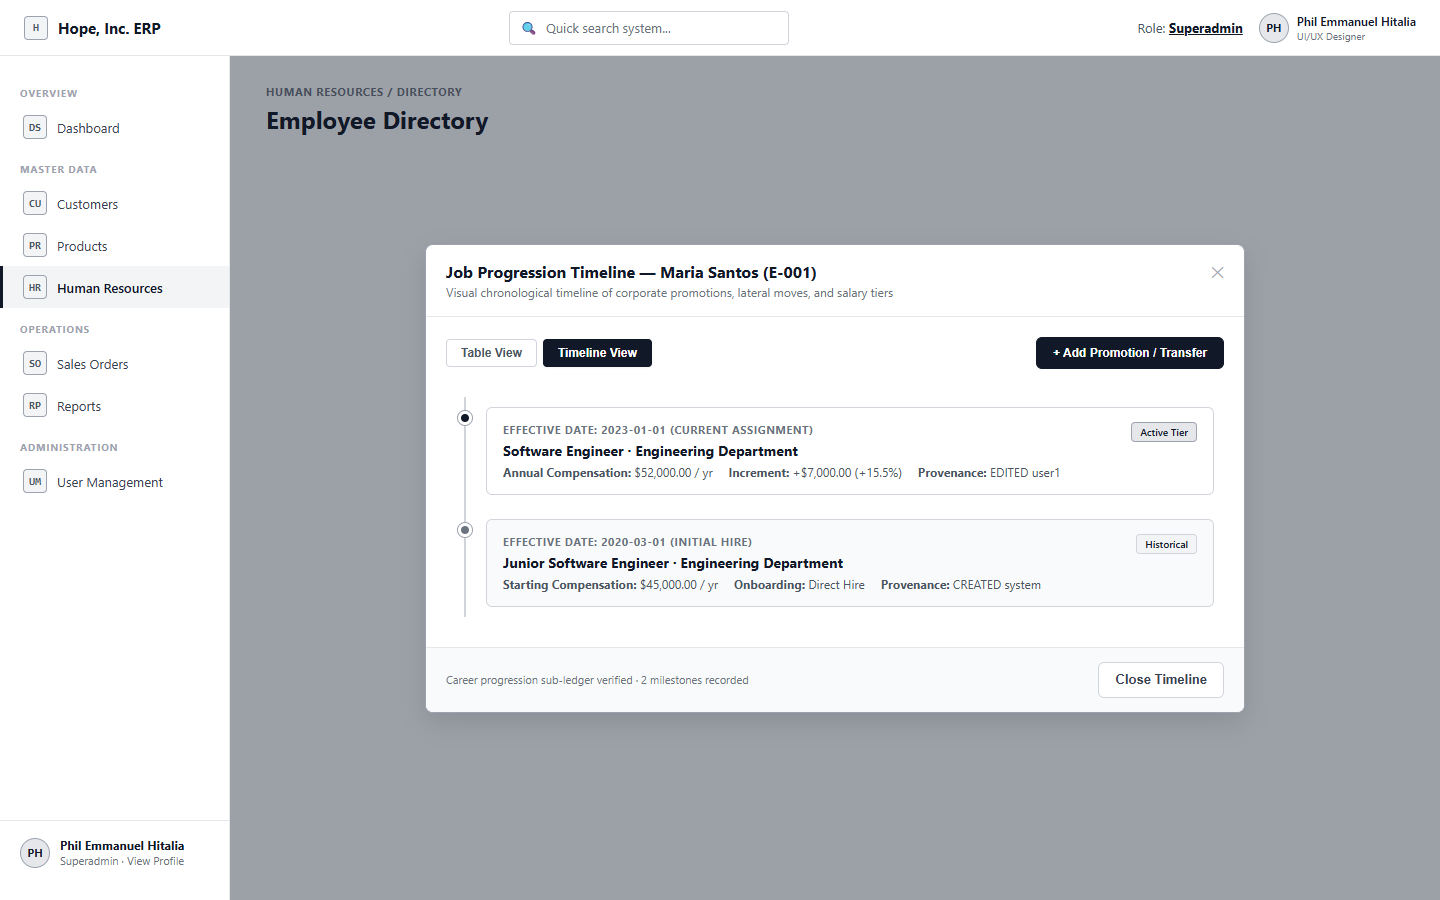 H Hope, Inc. ERP
Quick search system...
Role: Superadmin
PH Phil Emmanuel Hitalia
UI/UX Designer
OVERVIEW
DS Dashboard
MASTER DATA
CU Customers
PR Products
HR Human Resources
OPERATIONS
SO Sales Orders
RP Reports
ADMINISTRATION
UM User Management
PH Phil Emmanuel Hitalia
Superadmin · View Profile
HUMAN RESOURCES / DIRECTORY
Employee Directory
Job Progression Timeline — Maria Santos (E-001)
Visual chronological timeline of corporate promotions, lateral moves, and salary tiers
Table View Timeline View + Add Promotion / Transfer
EFFECTIVE DATE: 2023-01-01 (CURRENT ASSIGNMENT) Active Tier
Software Engineer · Engineering Department
Annual Compensation: $52,000.00 / yr Increment: +$7,000.00 (+15.5%) Provenance: EDITED user1
EFFECTIVE DATE: 2020-03-01 (INITIAL HIRE) Historical
Junior Software Engineer · Engineering Department
Starting Compensation: $45,000.00 / yr Onboarding: Direct Hire Provenance: CREATED system
Career progression sub-ledger verified · 2 milestones recorded Close Timeline